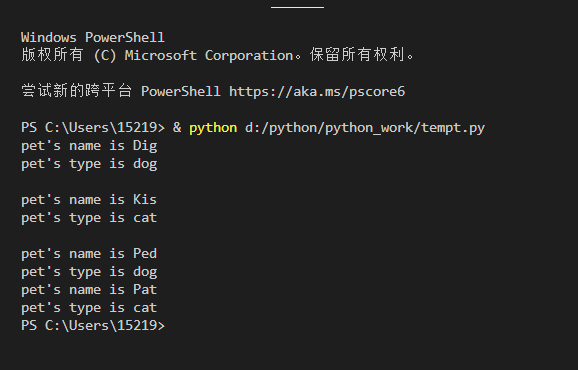 Windows PowerShell
版权所有 (C) Microsoft Corporation。保留所有权利。
尝试新的跨平台 PowerShell https://aka.ms/pscore6
PS C:\Users\15219> & python d:/python/python_work/tempt.py
pet's name is Dig
pet's type is dog
pet's name is Kis
pet's type is cat
pet's name is Ped
pet's type is dog
pet's name is Pat
pet's type is cat
PS C:\Users\15219>